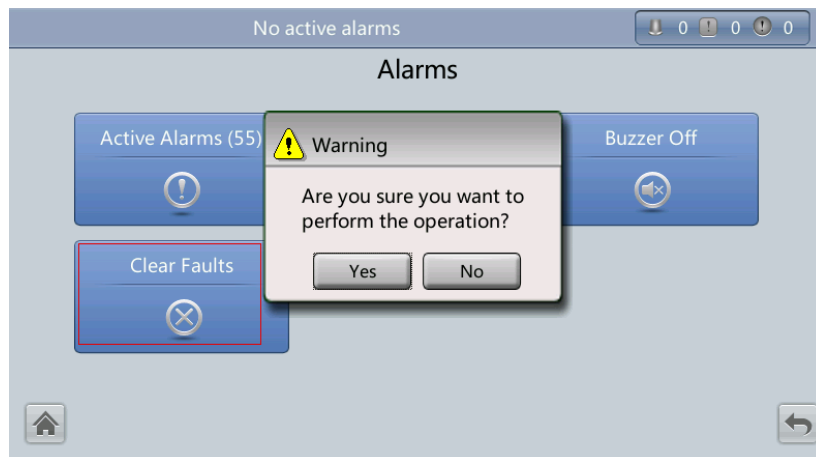 No active alarms
0 0 0
Alarms
Active Alarms (55)
Buzzer Off
Warning
Are you sure you want to
perform the operation?
Yes No
Clear Faults